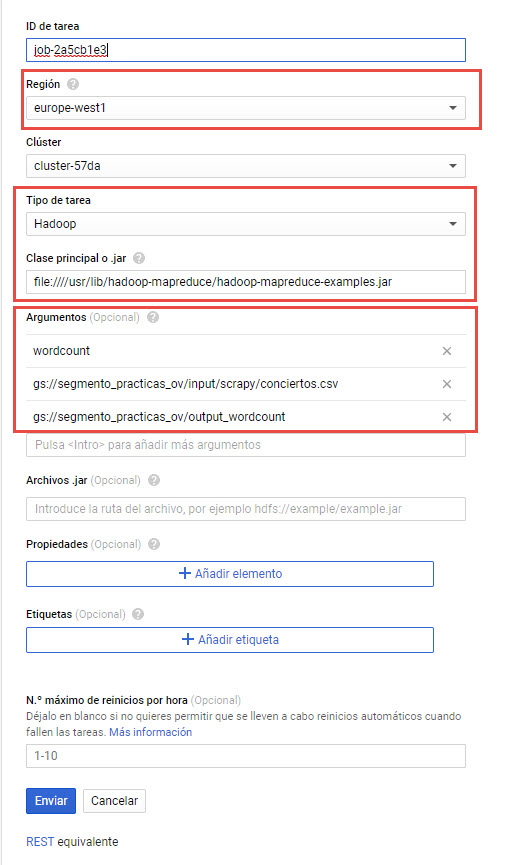 ID de tarea
job-2a5cb1e3
Región ?
europe-west1
Clúster
cluster-57da
Tipo de tarea
Hadoop
Clase principal o .jar ?
file:////usr/lib/hadoop-mapreduce/hadoop-mapreduce-examples.jar
Argumentos (Opcional) ?
wordcount ×
gs://segmento_practicas_ov/input/scrapy/conciertos.csv ×
gs://segmento_practicas_ov/output_wordcount ×
Pulsa <Intro> para añadir más argumentos
Archivos .jar (Opcional) ?
Introduce la ruta del archivo, por ejemplo hdfs://example/example.jar
Propiedades (Opcional) ?
+ Añadir elemento
Etiquetas (Opcional) ?
+ Añadir etiqueta
N.º máximo de reinicios por hora (Opcional)
Déjalo en blanco si no quieres permitir que se lleven a cabo reinicios automáticos cuando
fallen las tareas. Más información
1-10
Enviar Cancelar
REST equivalente